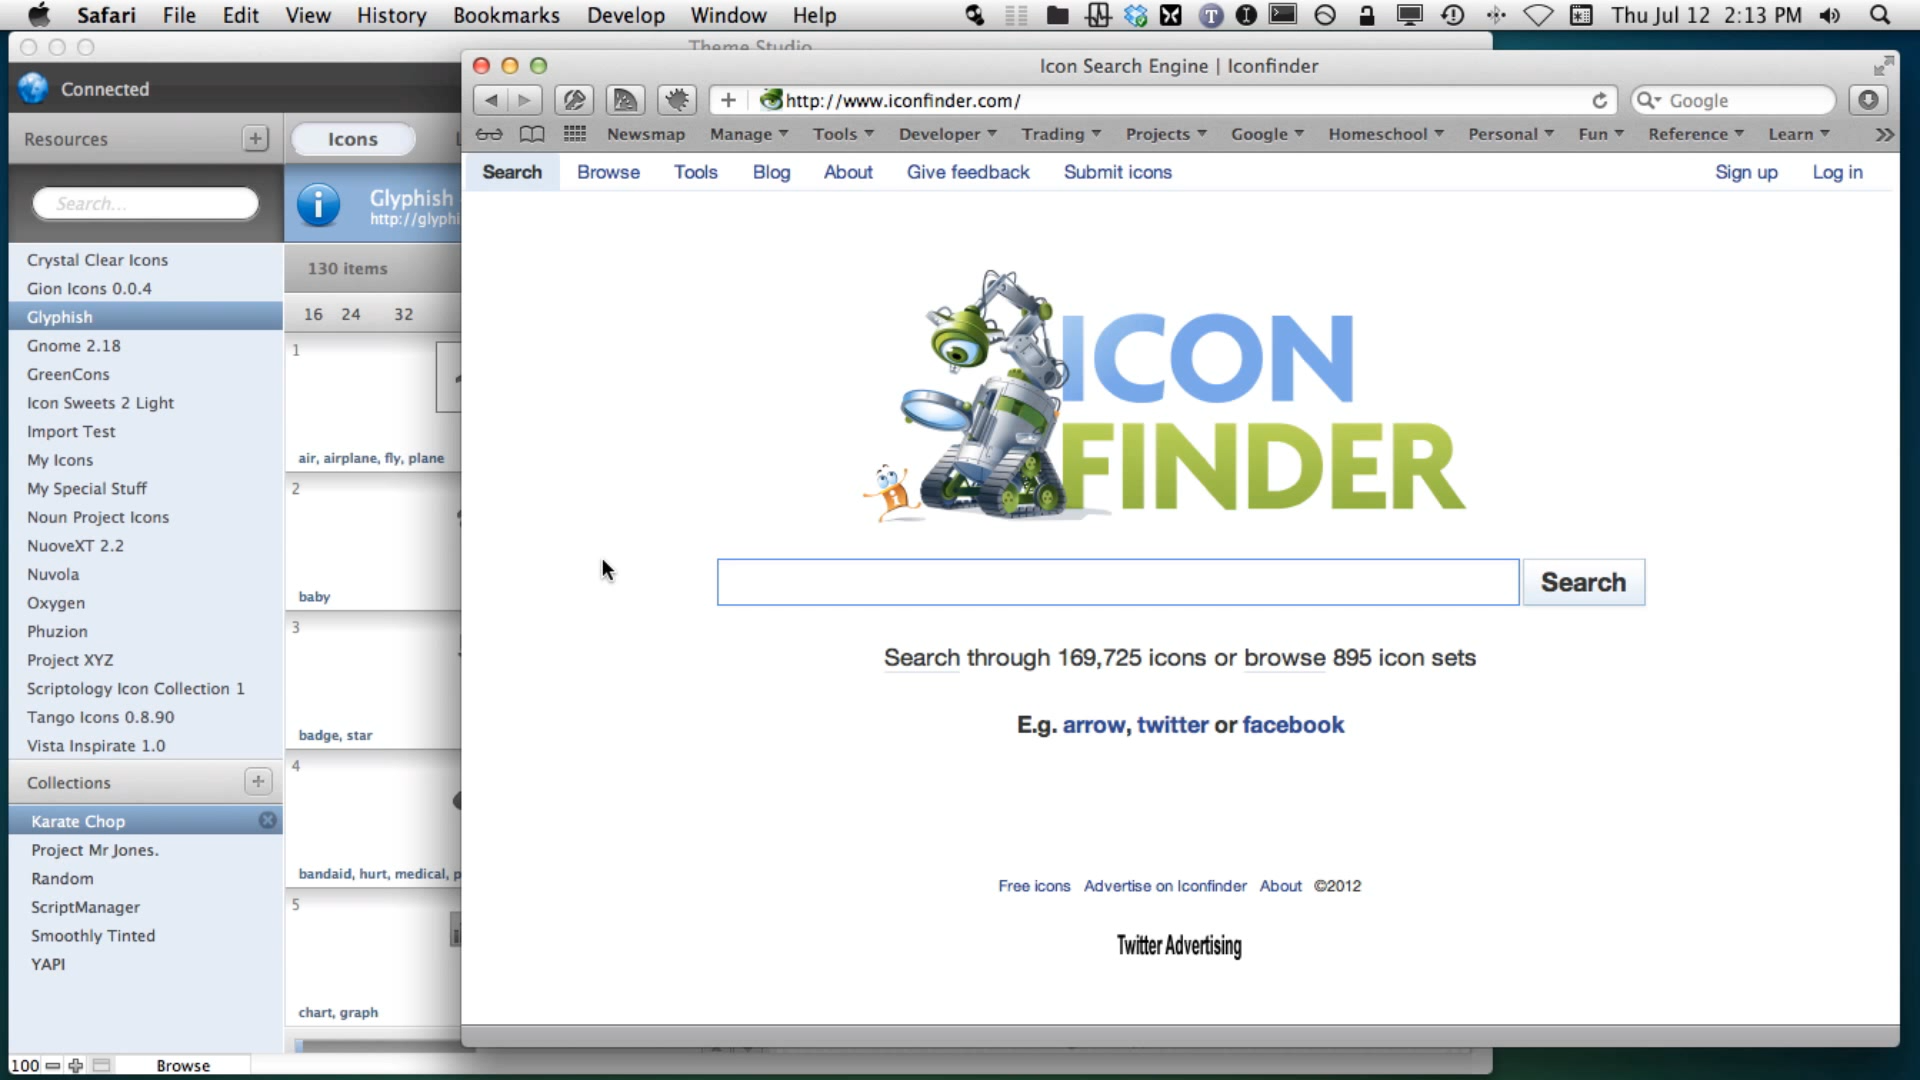 Safari File Edit View History Bookmarks Develop Window Help Thu Jul 12 2:13 PM
Theme Studio
Icon Search Engine | Iconfinder
Connected
http://www.iconfinder.com/
Google
Resources
Icons
Newsmap Manage Tools Developer Trading Projects Google Homeschool Personal Fun Reference Learn
Search Browse Tools Blog About Give feedback Submit icons Sign up Log in
Search...
Glyphish
http://glyphi
Crystal Clear Icons
Gion Icons 0.0.4
Glyphish
Gnome 2.18
GreenCons
Icon Sweets 2 Light
Import Test
My Icons
My Special Stuff
Noun Project Icons
NuoveXT 2.2
Nuvola
Oxygen
Phuzion
Project XYZ
Scriptology Icon Collection 1
Tango Icons 0.8.90
Vista Inspirate 1.0
Collections
Karate Chop
Project Mr Jones.
Random
ScriptManager
Smoothly Tinted
YAPI
100
Browse
130 items
16 24 32
1
air, airplane, fly, plane
2
baby
3
badge, star
4
bandaid, hurt, medical, p
5
chart, graph
ICON
FINDER
Search
Search through 169,725 icons or browse 895 icon sets
E.g. arrow, twitter or facebook
Free icons Advertise on Iconfinder About ©2012
Twitter Advertising